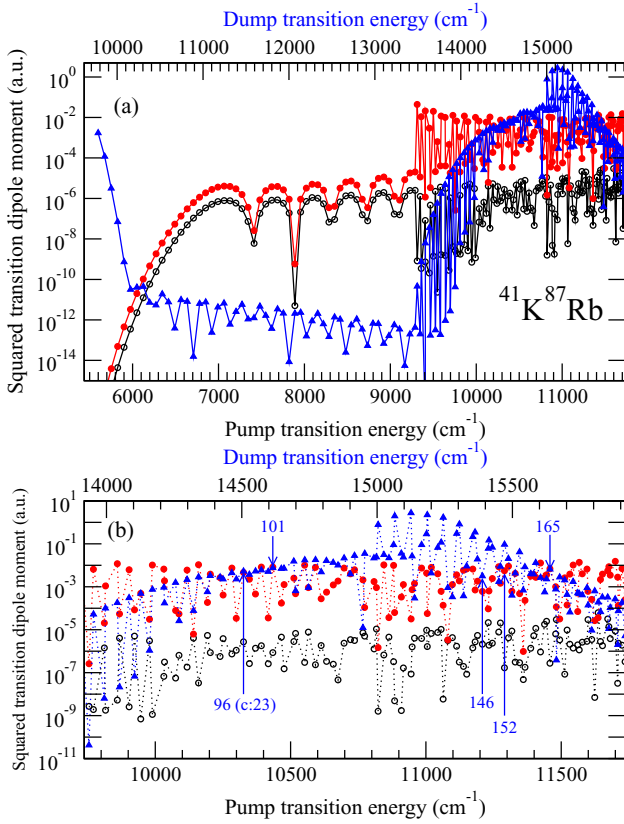 Dump transition energy (cm⁻¹)
10000 11000 12000 13000 14000 15000
Squared transition dipole moment (a.u.)
10⁰
10⁻²
10⁻⁴
10⁻⁶
10⁻⁸
10⁻¹⁰
10⁻¹²
10⁻¹⁴
(a)
⁴¹K⁸⁷Rb
6000 7000 8000 9000 10000 11000
Pump transition energy (cm⁻¹)
Dump transition energy (cm⁻¹)
14000 14500 15000 15500
Squared transition dipole moment (a.u.)
10¹
10⁻¹
10⁻³
10⁻⁵
10⁻⁷
10⁻⁹
10⁻¹¹
(b)
101
165
96 (c:23)
146
152
10000 10500 11000 11500
Pump transition energy (cm⁻¹)